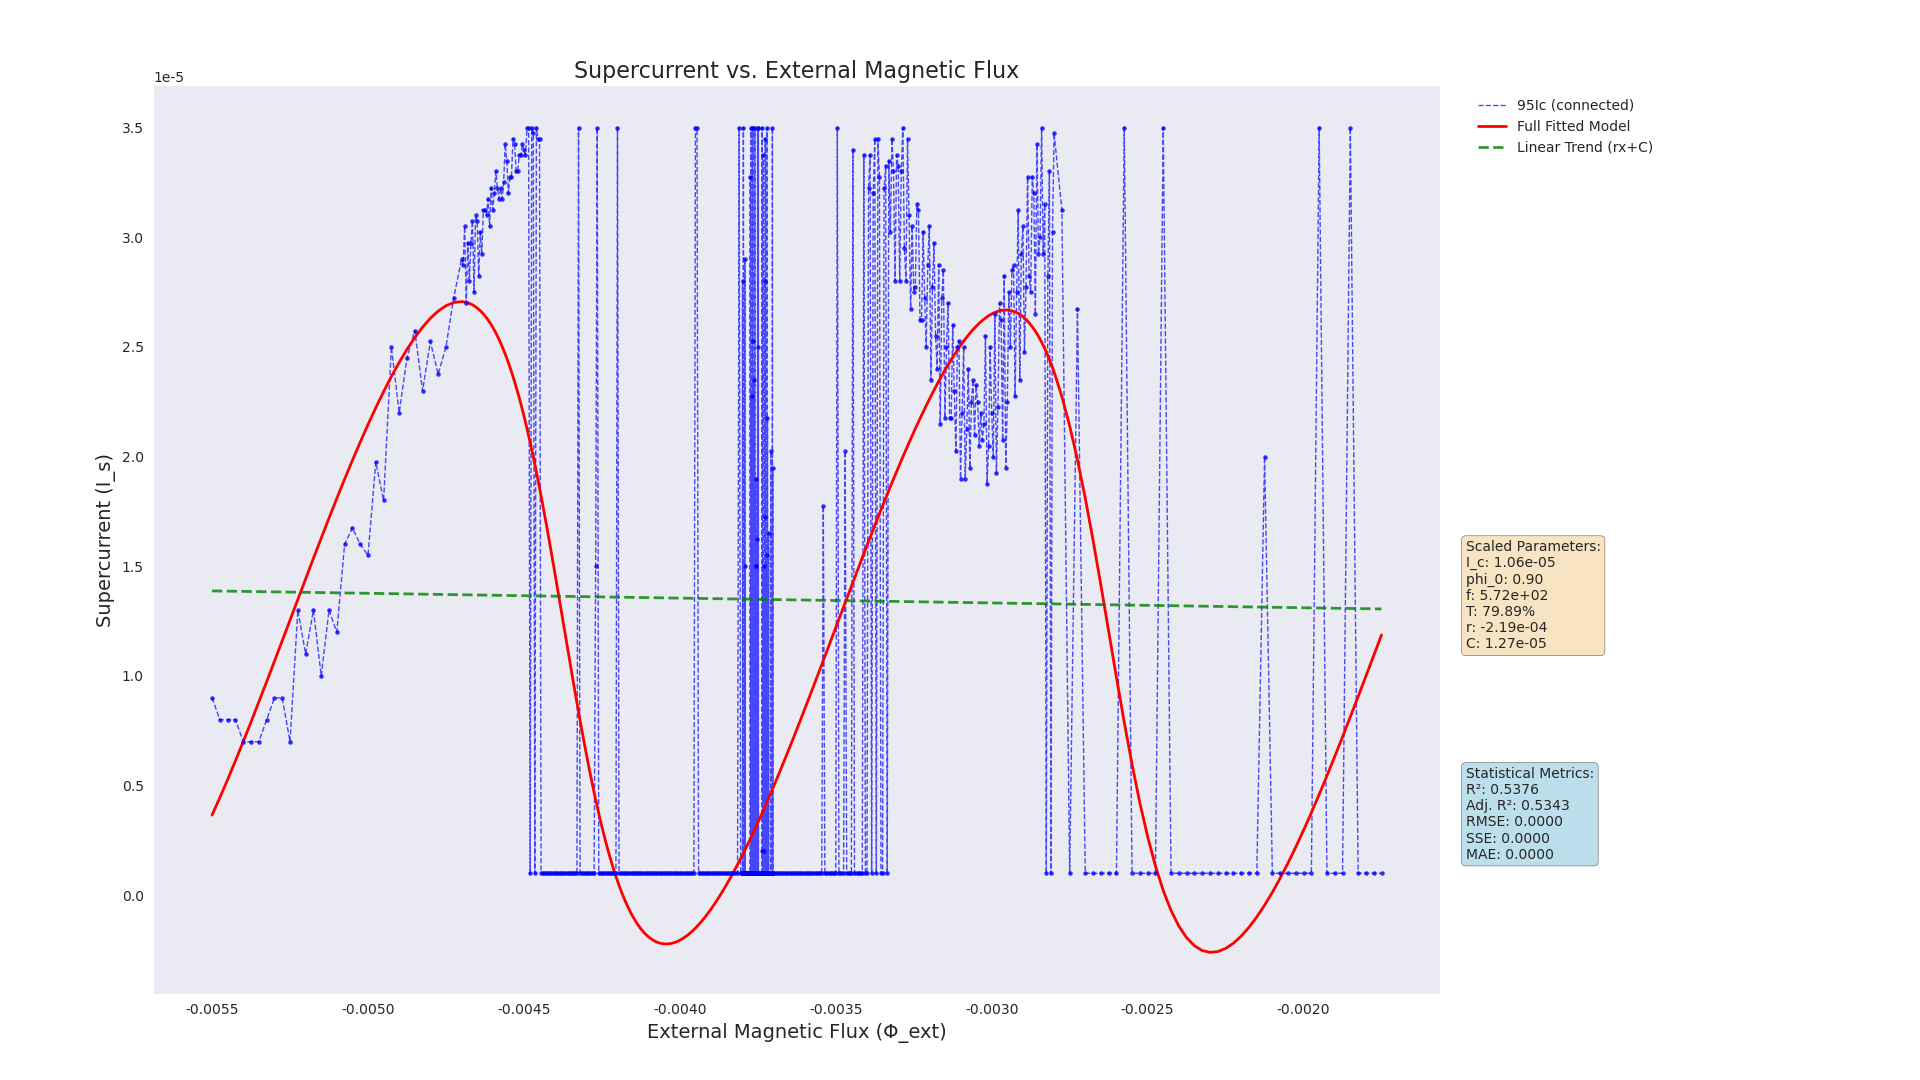 Supercurrent vs. External Magnetic Flux
1e-5
3.5
3.0
2.5
2.0
1.5
1.0
0.5
0.0
Supercurrent (I_s)
-0.0055
-0.0050
-0.0045
-0.0040
-0.0035
-0.0030
-0.0025
-0.0020
External Magnetic Flux (Φ_ext)
95Ic (connected)
Full Fitted Model
Linear Trend (rx+C)
Scaled Parameters:
I_c: 1.06e-05
phi_0: 0.90
f: 5.72e+02
T: 79.89%
r: -2.19e-04
C: 1.27e-05
Statistical Metrics:
R²: 0.5376
Adj. R²: 0.5343
RMSE: 0.0000
SSE: 0.0000
MAE: 0.0000